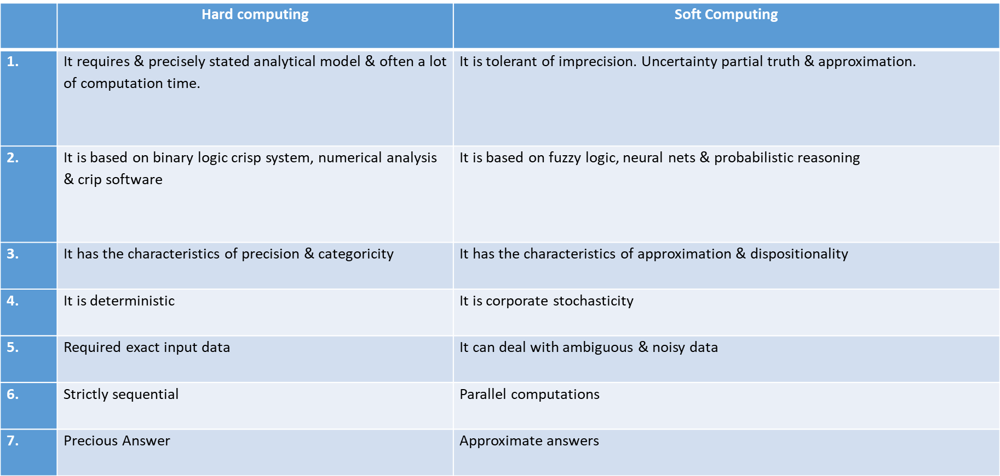 Hard computing
Soft Computing
1.
It requires & precisely stated analytical model & often a lot
of computation time.
It is tolerant of imprecision. Uncertainty partial truth & approximation.
2.
It is based on binary logic crisp system, numerical analysis
& crip software
It is based on fuzzy logic, neural nets & probabilistic reasoning
3.
It has the characteristics of precision & categoricity
It has the characteristics of approximation & dispositionality
4.
It is deterministic
It is corporate stochasticity
5.
Required exact input data
It can deal with ambiguous & noisy data
6.
Strictly sequential
Parallel computations
7.
Precious Answer
Approximate answers